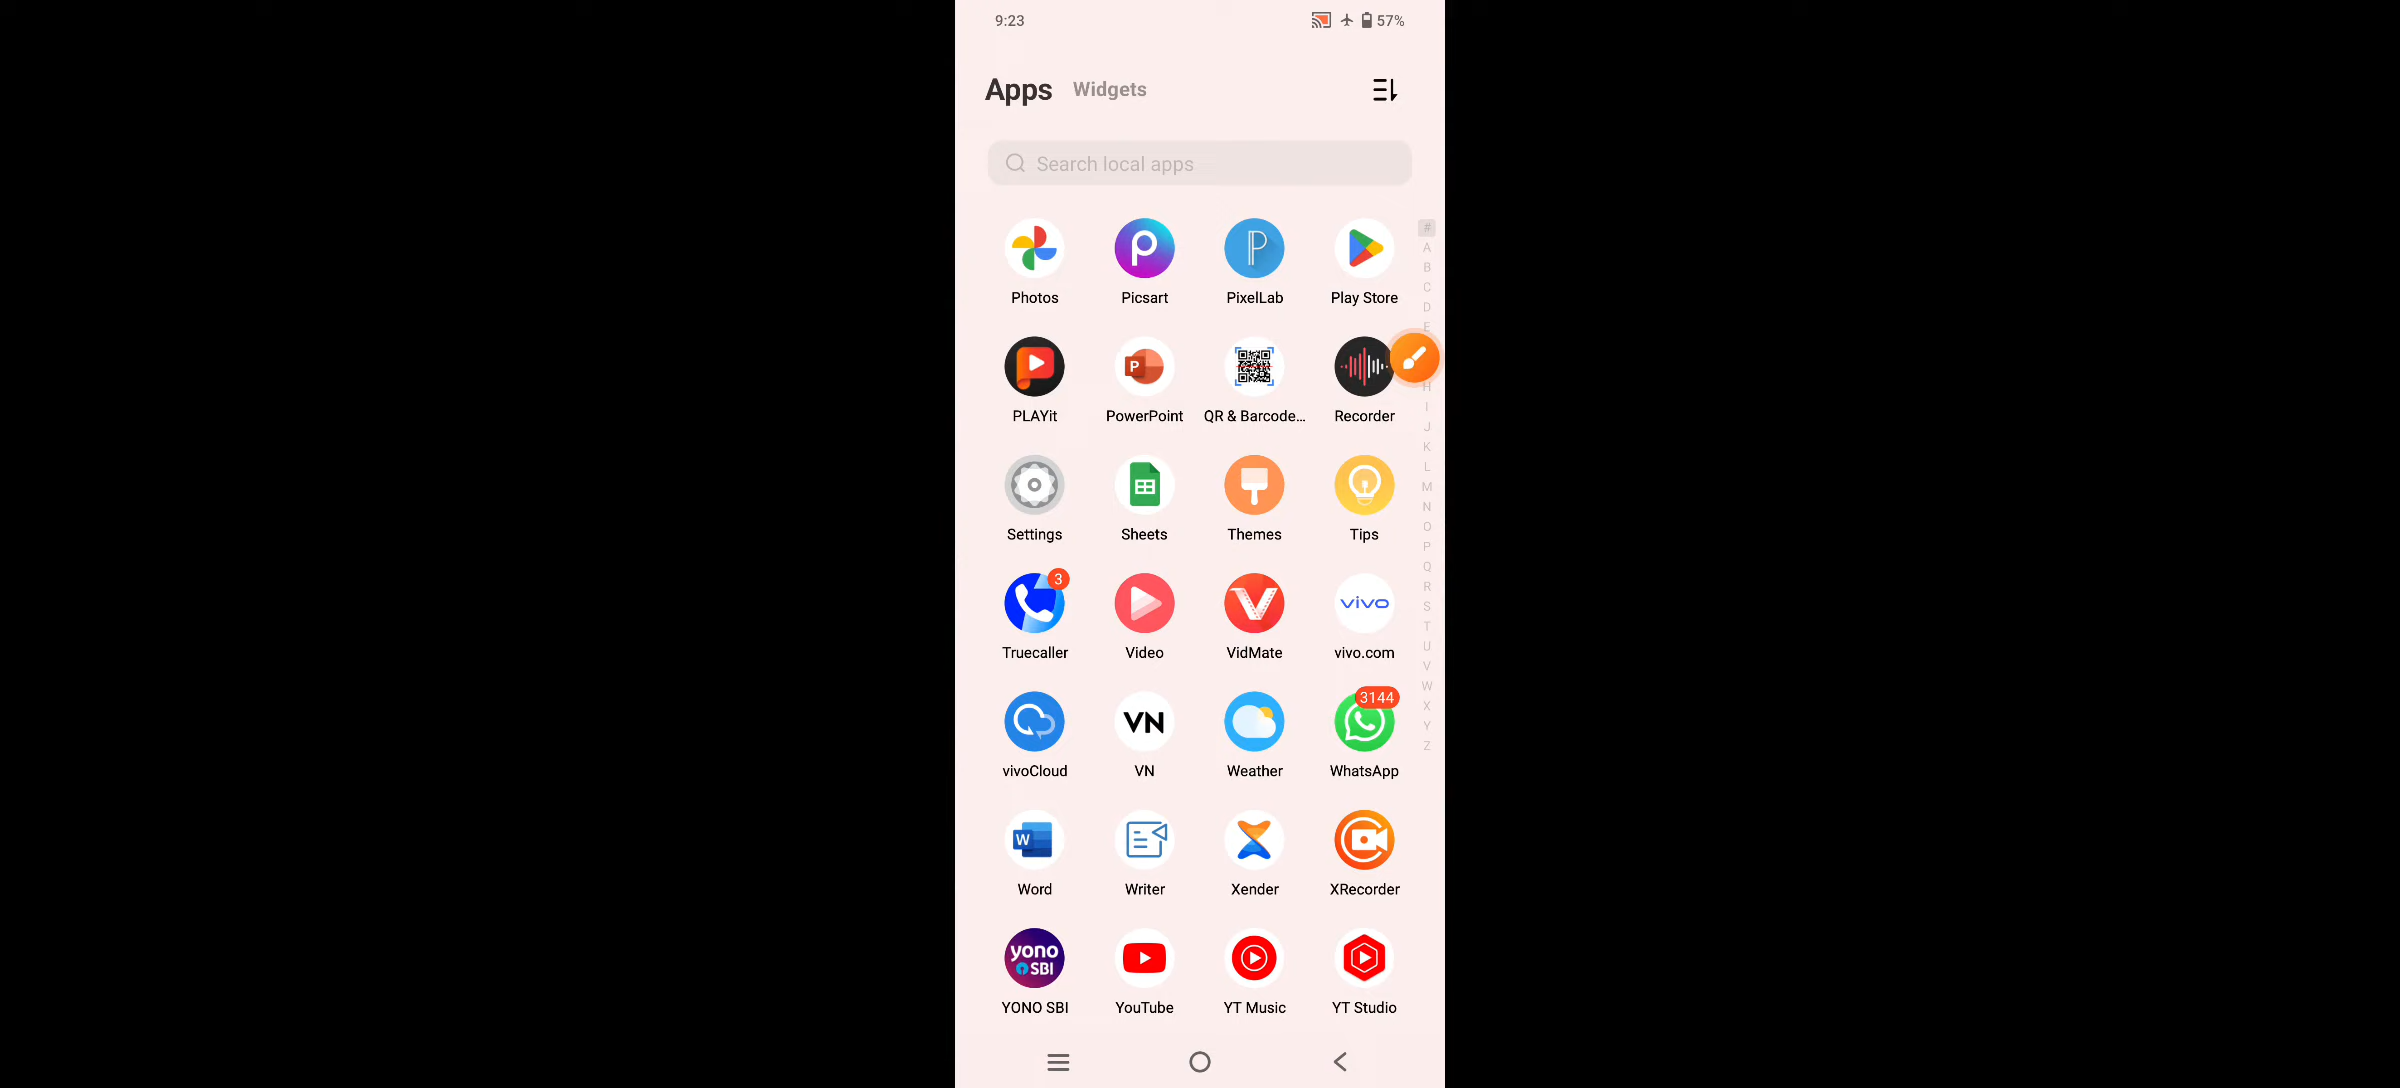 9:23 57%
Apps Widgets
Search local apps
Photos Picsart PixelLab Play Store
PLAYit PowerPoint QR & Barcode... Recorder
Settings Sheets Themes Tips
3
vivo
Truecaller Video VidMate vivo.com
3144
VN
vivoCloud VN Weather WhatsApp
W
Word Writer Xender XRecorder
yono
SBI
YONO SBI YouTube YT Music YT Studio
#
A
B
C
D
E
H
I
J
K
L
M
N
O
P
Q
R
S
T
U
V
W
X
Y
Z